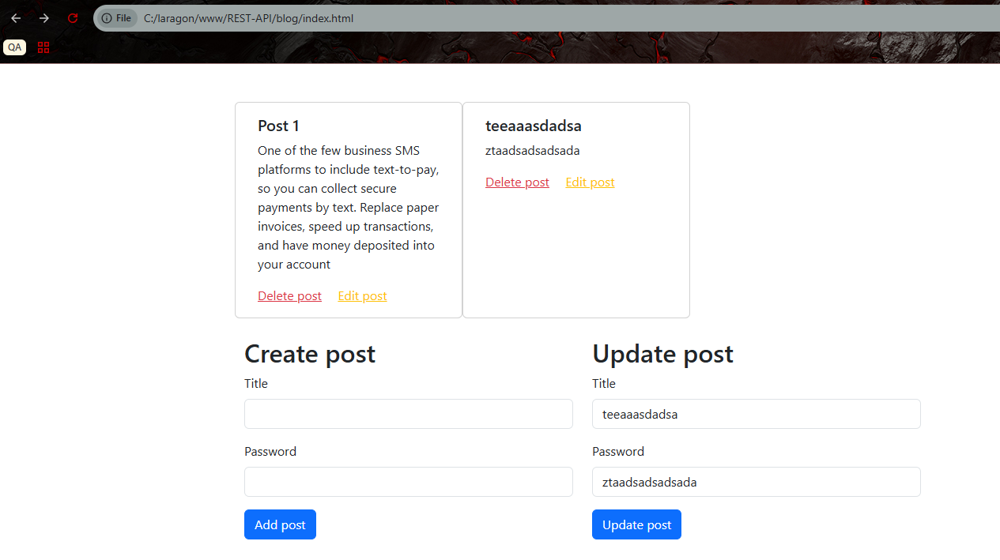 File C:/laragon/www/REST-API/blog/index.html
QA
Post 1
One of the few business SMS
platforms to include text-to-pay,
so you can collect secure
payments by text. Replace paper
invoices, speed up transactions,
and have money deposited into
your account
Delete post Edit post
teeaaasdadsa
ztaadsadsadsada
Delete post Edit post
Create post
Title
Password
Add post
Update post
Title
teeaaasdadsa
Password
ztaadsadsadsada
Update post